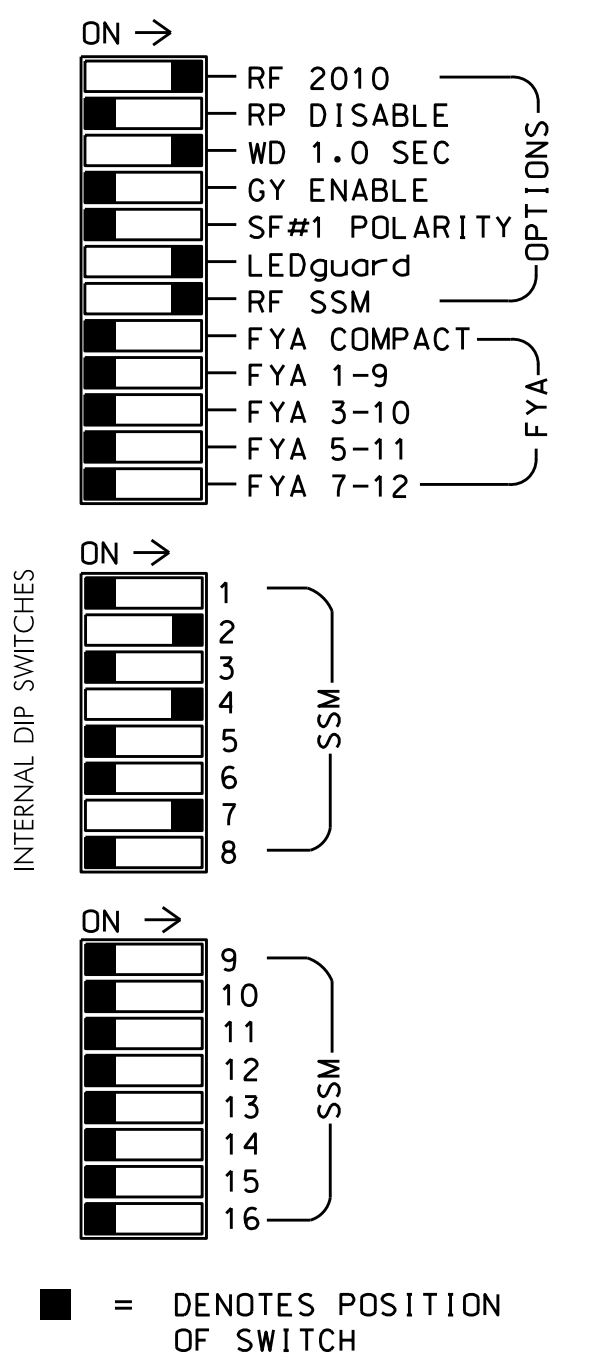 ON →
RF 2010
RP DISABLE
WD 1.0 SEC
GY ENABLE
SF#1 POLARITY
LEDguard
RF SSM
OPTIONS
FYA COMPACT
FYA 1-9
FYA 3-10
FYA 5-11
FYA 7-12
FYA
INTERNAL DIP SWITCHES
ON →
1
2
3
4
5
6
7
8
SSM
ON →
9
10
11
12
13
14
15
16
SSM
= DENOTES POSITION
OF SWITCH